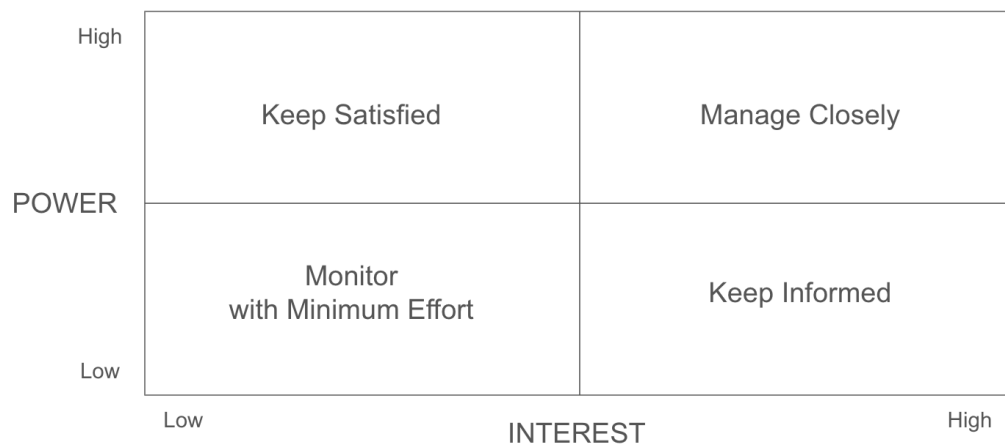 High
Keep Satisfied
Manage Closely
POWER
Monitor
with Minimum Effort
Keep Informed
Low
Low
INTEREST
High